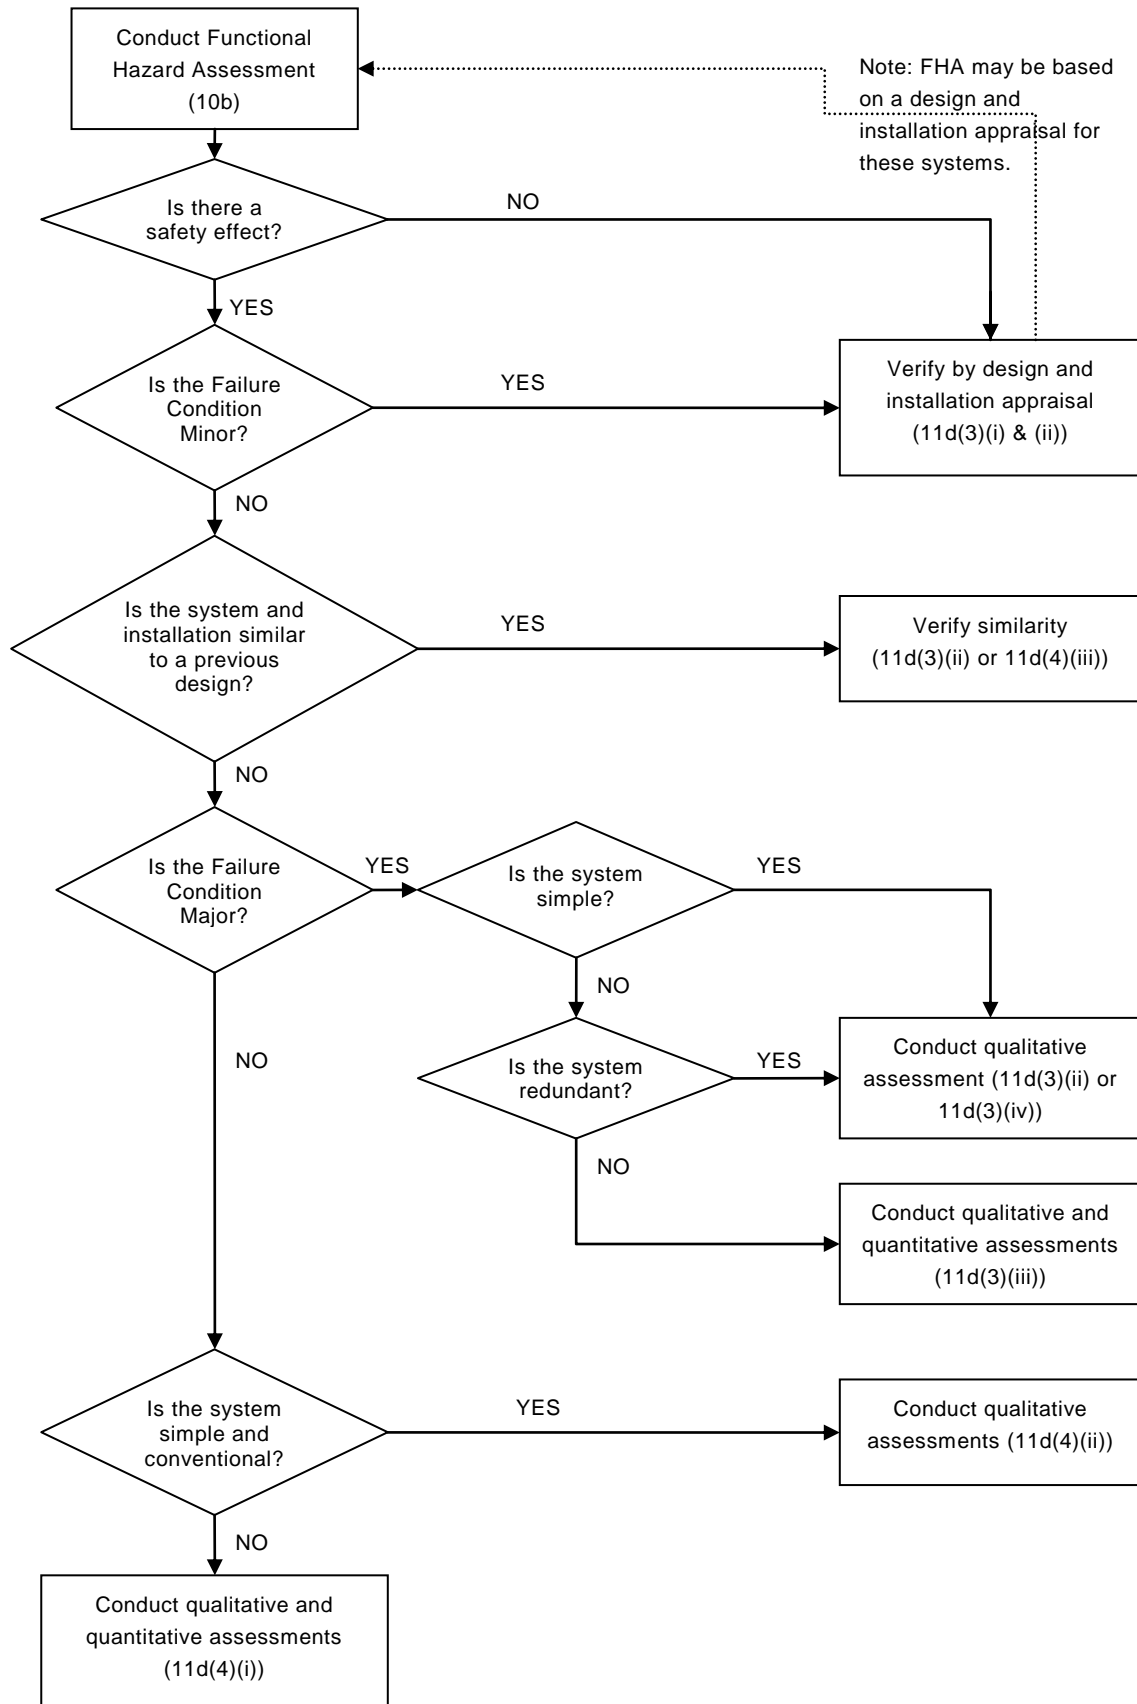 Conduct Functional
Hazard Assessment
(10b)
Note: FHA may be based
on a design and
installation appraisal for
these systems.
Is there a
safety effect?
NO
YES
Is the Failure
Condition
Minor?
YES
Verify by design and
installation appraisal
(11d(3)(i) & (ii))
NO
Is the system and
installation similar
to a previous
design?
YES
Verify similarity
(11d(3)(ii) or 11d(4)(iii))
NO
Is the Failure
Condition
Major?
YES
Is the system
simple?
YES
NO
NO
Is the system
redundant?
YES
Conduct qualitative
assessment (11d(3)(ii) or
11d(3)(iv))
NO
Conduct qualitative and
quantitative assessments
(11d(3)(iii))
Is the system
simple and
conventional?
YES
Conduct qualitative
assessments (11d(4)(ii))
NO
Conduct qualitative and
quantitative assessments
(11d(4)(i))